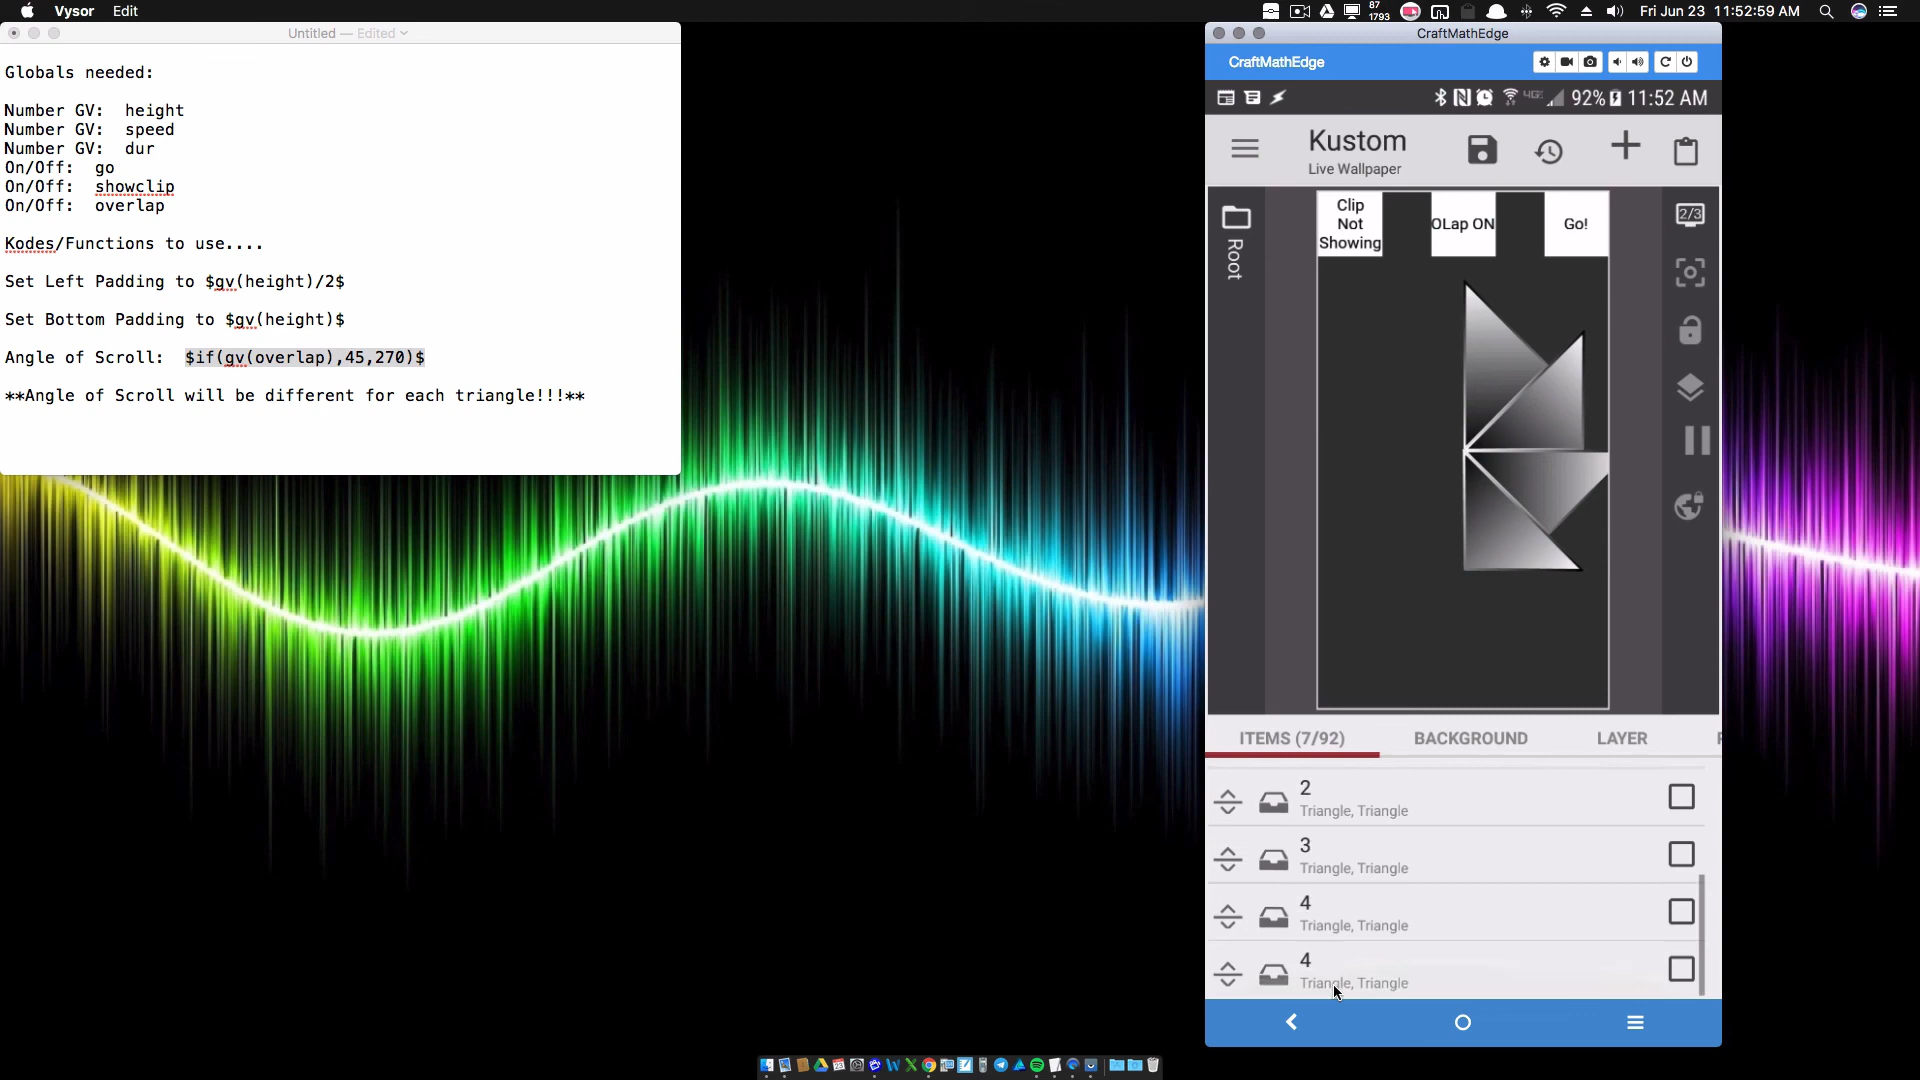 Vysor Edit
87
1793
Fri Jun 23 11:52:59 AM
Untitled — Edited
Globals needed:
Number GV: height
Number GV: speed
Number GV: dur
On/Off: go
On/Off: showclip
On/Off: overlap
Kodes/Functions to use....
Set Left Padding to $gv(height)/2$
Set Bottom Padding to $gv(height)$
Angle of Scroll: $if(gv(overlap),45,270)$
**Angle of Scroll will be different for each triangle!!!**
CraftMathEdge
CraftMathEdge
4G 92% 11:52 AM
Kustom
Live Wallpaper
Root
Clip
Not
Showing
OLap ON
Go!
2/3
ITEMS (7/92) BACKGROUND LAYER
2
Triangle, Triangle
3
Triangle, Triangle
4
Triangle, Triangle
4
Triangle, Triangle